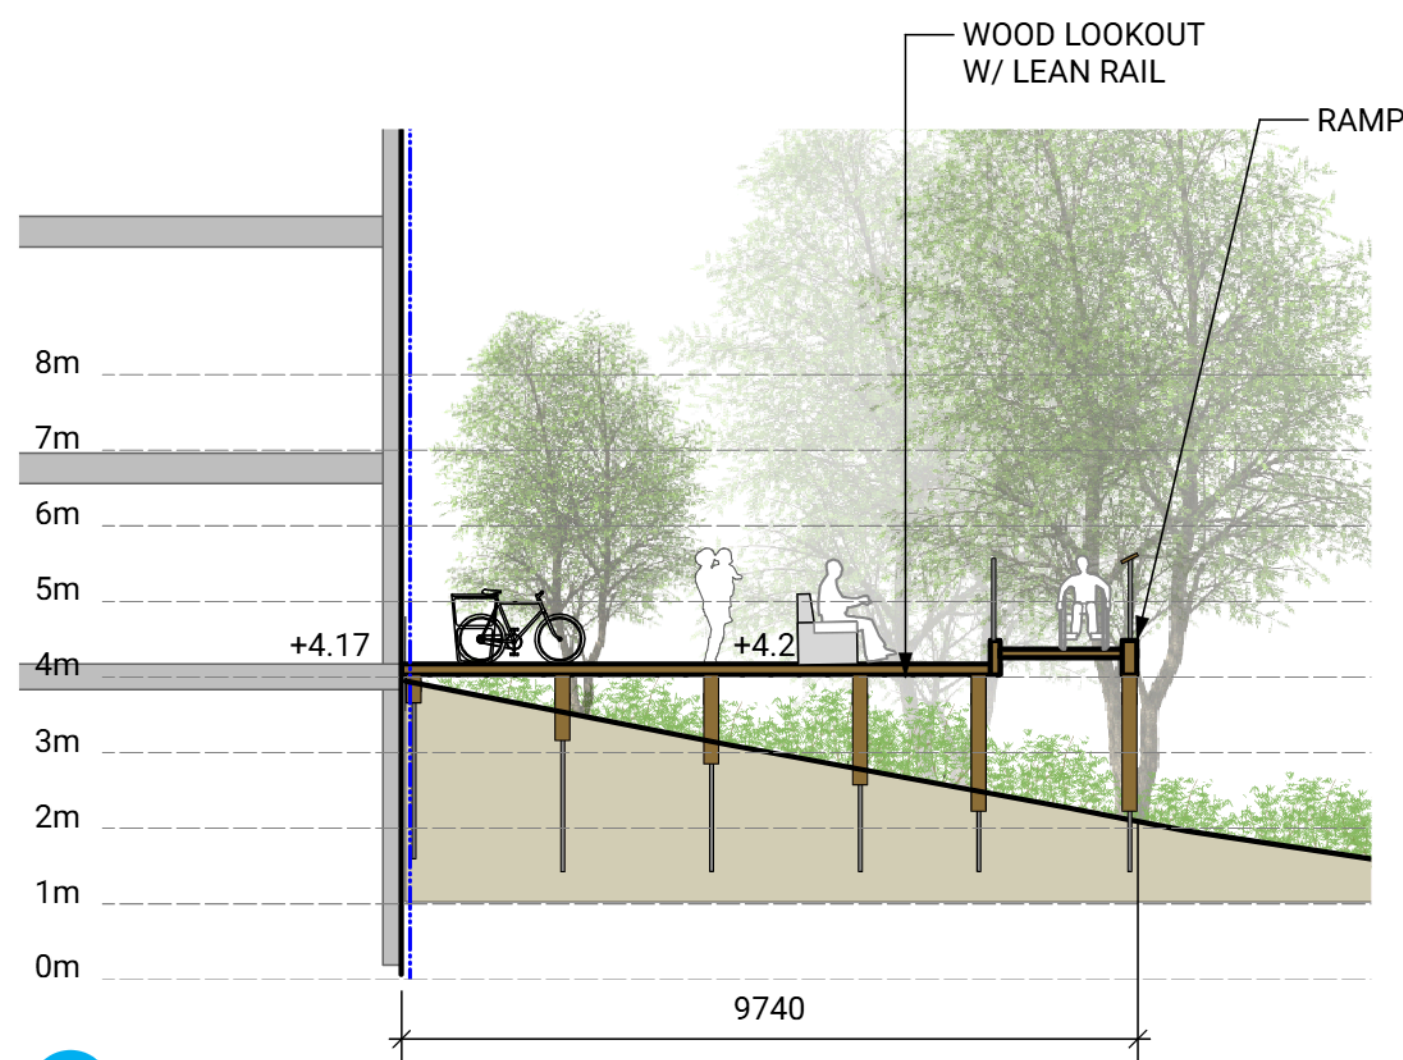 WOOD LOOKOUT
W/ LEAN RAIL
RAMP
8m
7m
6m
5m
+4.17
+4.2
4m
3m
2m
1m
0m
9740